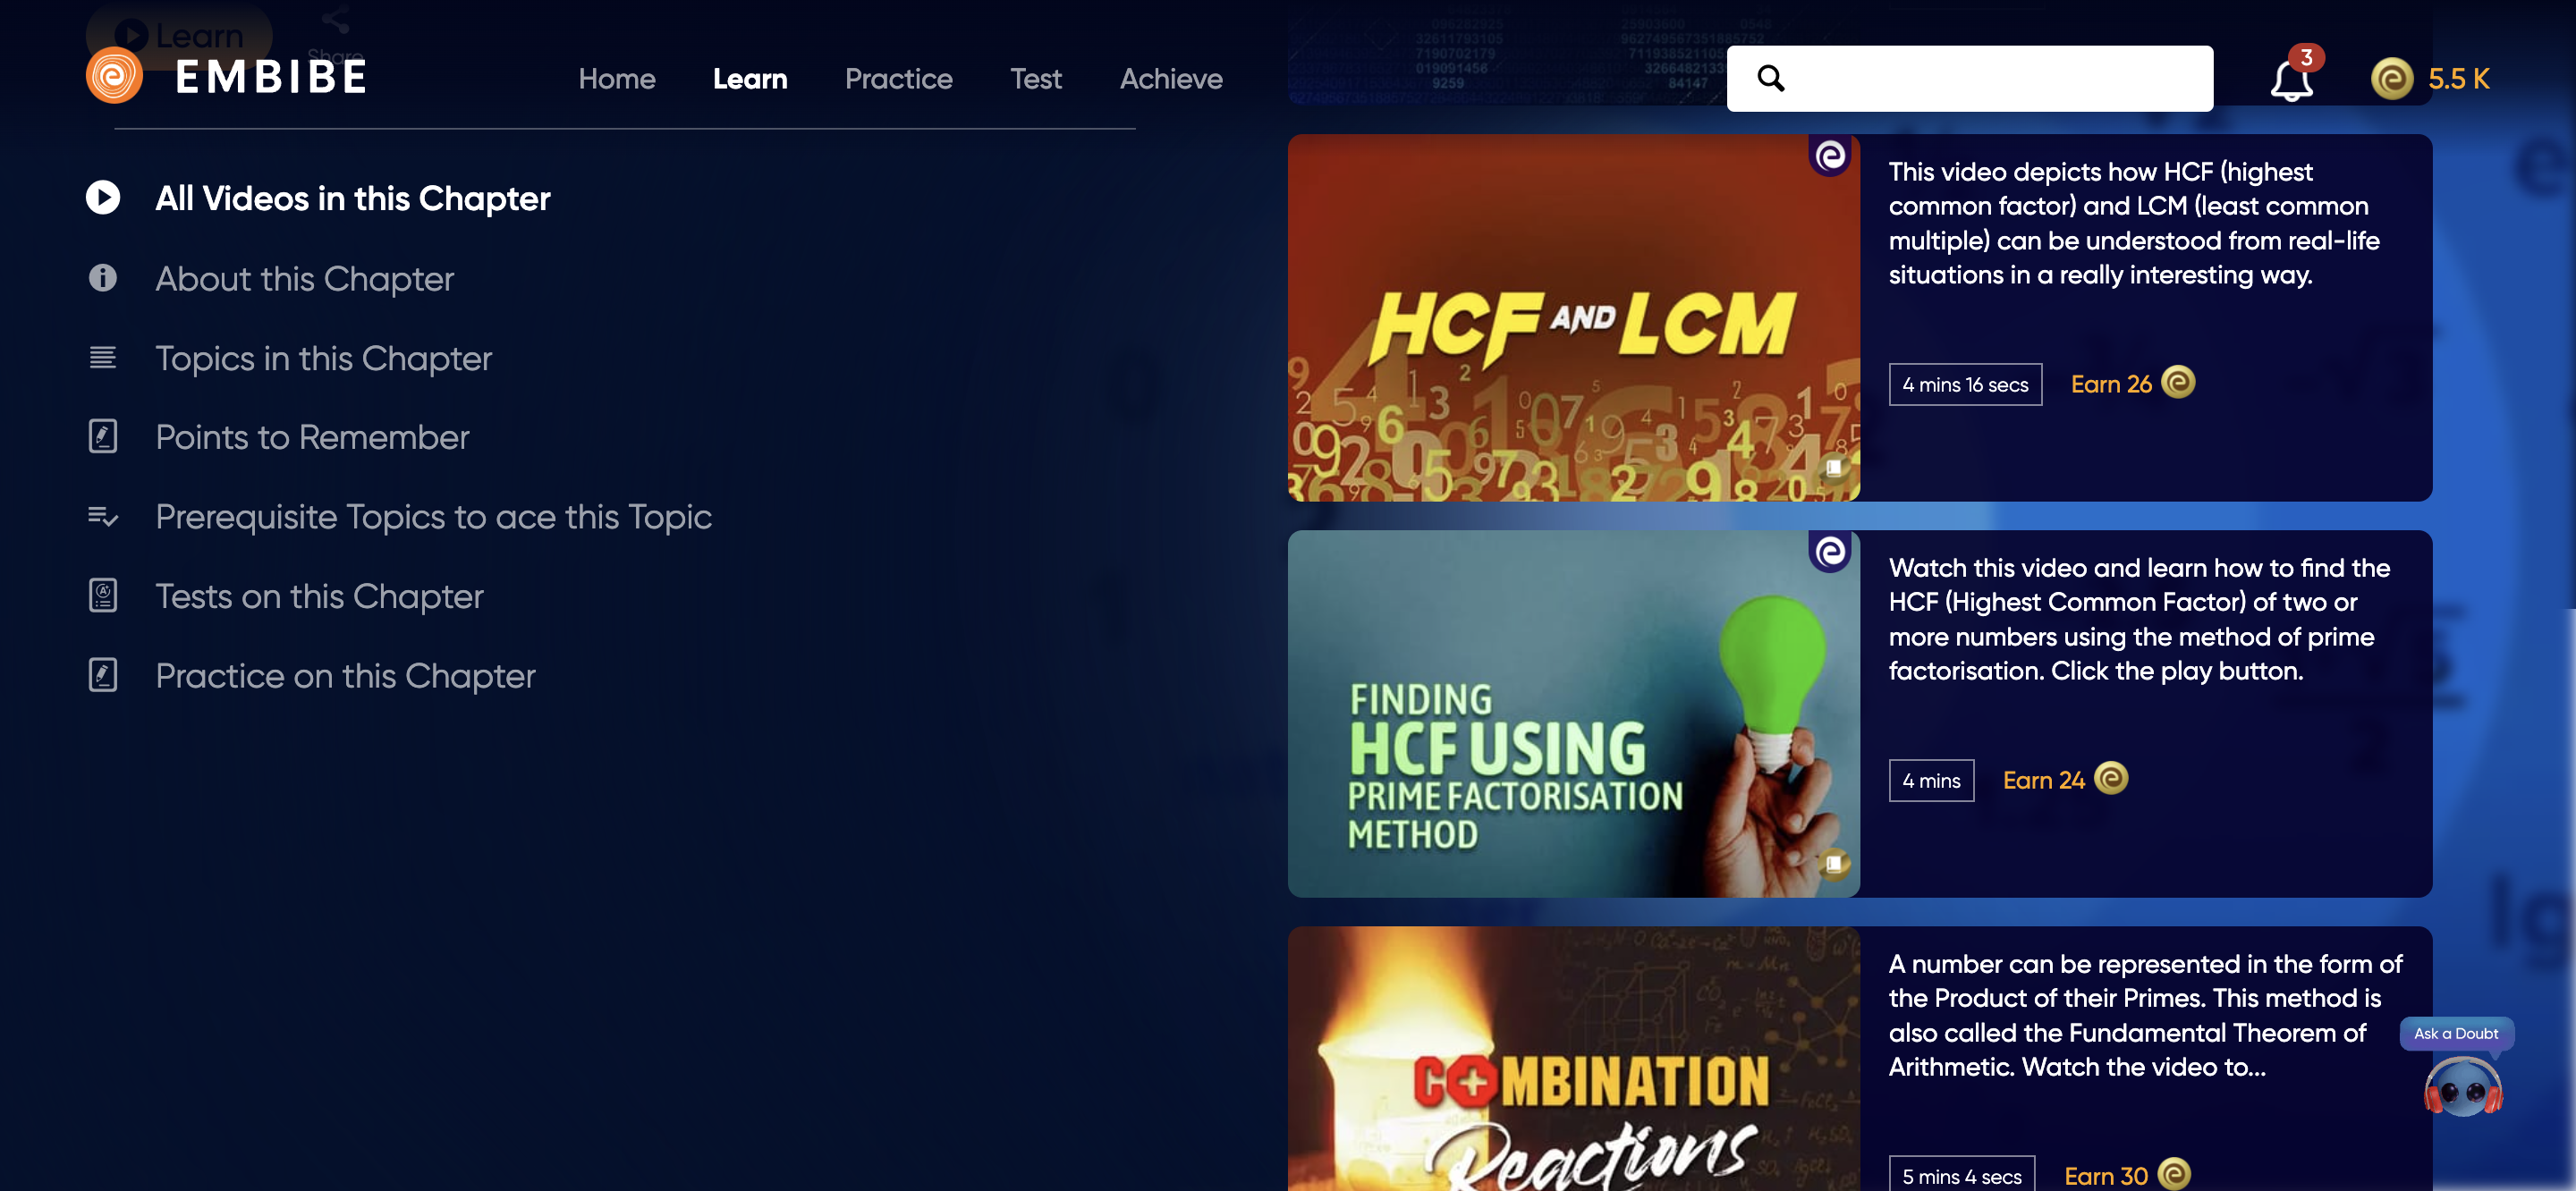 Learn
Share
EMBIBE
Home
Learn
Practice
Test
Achieve
3
5.5 K
All Videos in this Chapter
About this Chapter
Topics in this Chapter
Points to Remember
Prerequisite Topics to ace this Topic
Tests on this Chapter
Practice on this Chapter
HCF AND LCM
This video depicts how HCF (highest
common factor) and LCM (least common
multiple) can be understood from real-life
situations in a really interesting way.
4 mins 16 secs
Earn 26
FINDING
HCF USING
PRIME FACTORISATION
METHOD
Watch this video and learn how to find the
HCF (Highest Common Factor) of two or
more numbers using the method of prime
factorisation. Click the play button.
4 mins
Earn 24
COMBINATION
Reactions
A number can be represented in the form of
the Product of their Primes. This method is
also called the Fundamental Theorem of
Arithmetic. Watch the video to...
5 mins 4 secs
Earn 30
Ask a Doubt